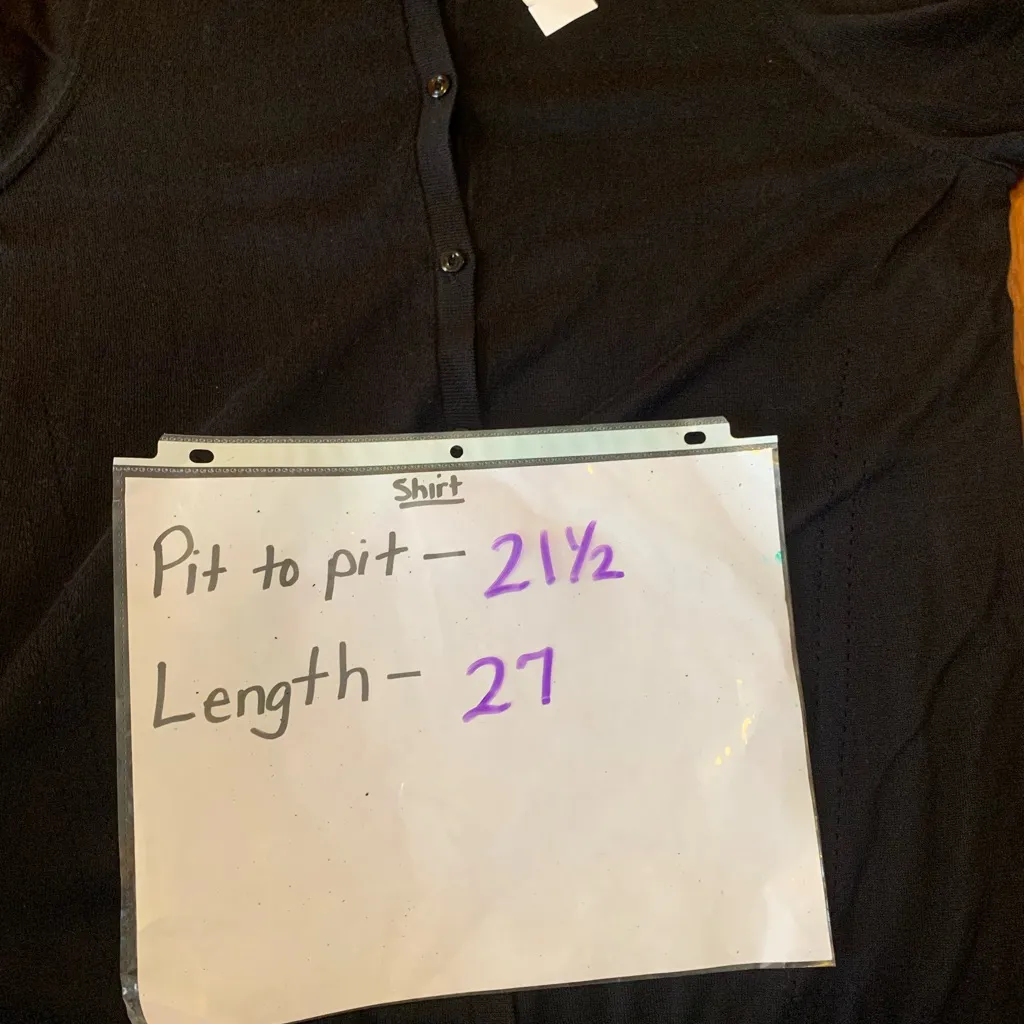 Shirt
Pit to pit - 21½
Length - 27